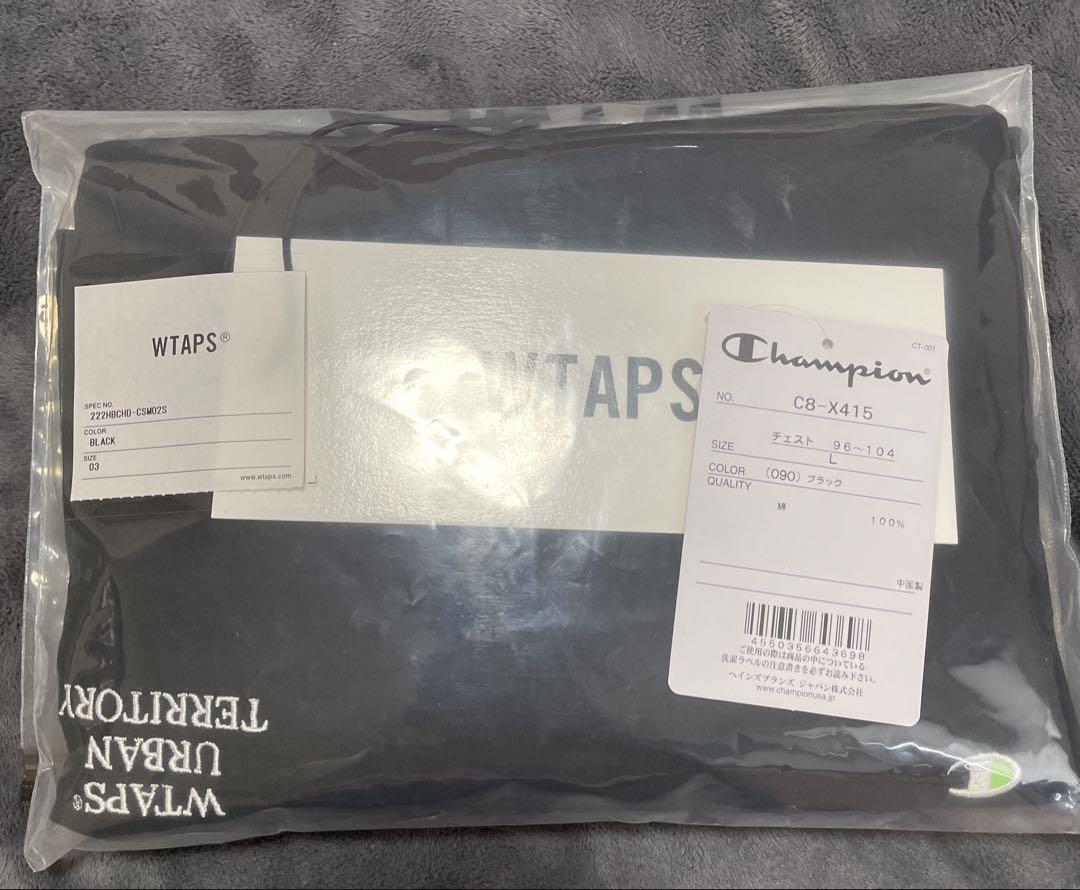 WTAPS®
SPEC NO.
222HBCHD-CSM02S
COLOR
BLACK
SIZE
03
www.wtaps.com
WTAPS
Champion®
CT-001
NO. C8-X415
SIZE チェスト 96~104
L
COLOR (090) ブラック
QUALITY
綿 100%
中国製
4550356643698
ご使用の際は商品の中についている
洗濯ラベルの注意書きを必ずお読み下さい。
ヘインズブランズ ジャパン株式会社
www.championusa.jp
WTAPS®
URBAN
TERRITORY